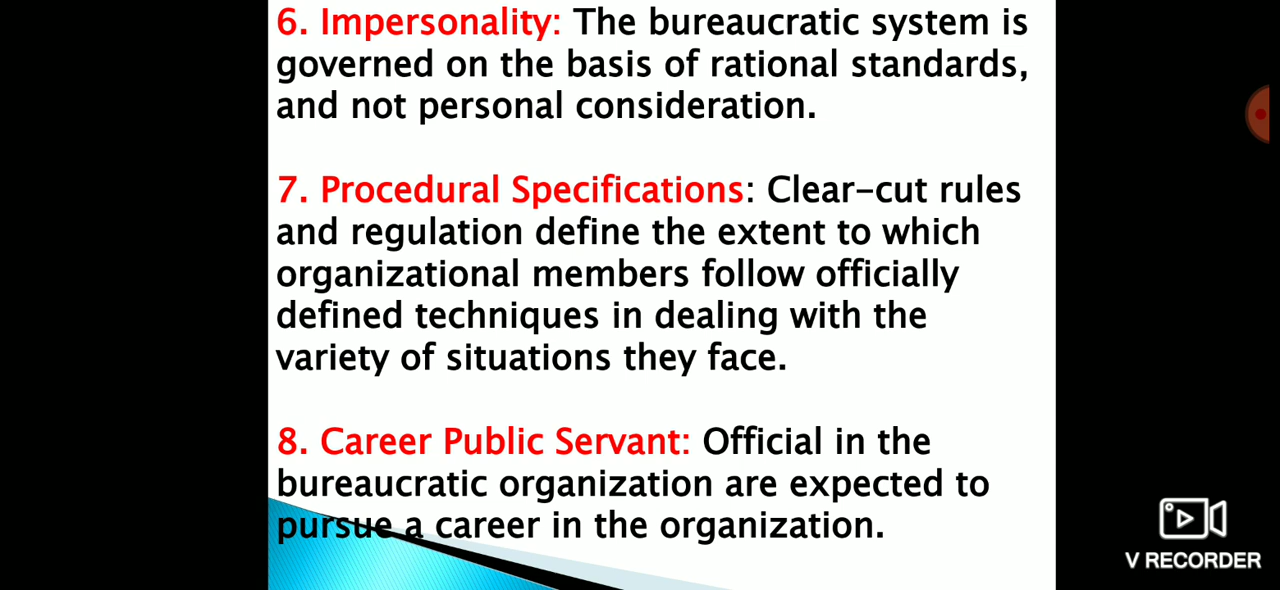 6. Impersonality: The bureaucratic system is
governed on the basis of rational standards,
and not personal consideration.
7. Procedural Specifications: Clear-cut rules
and regulation define the extent to which
organizational members follow officially
defined techniques in dealing with the
variety of situations they face.
8. Career Public Servant: Official in the
bureaucratic organization are expected to
pursue a career in the organization.
V RECORDER